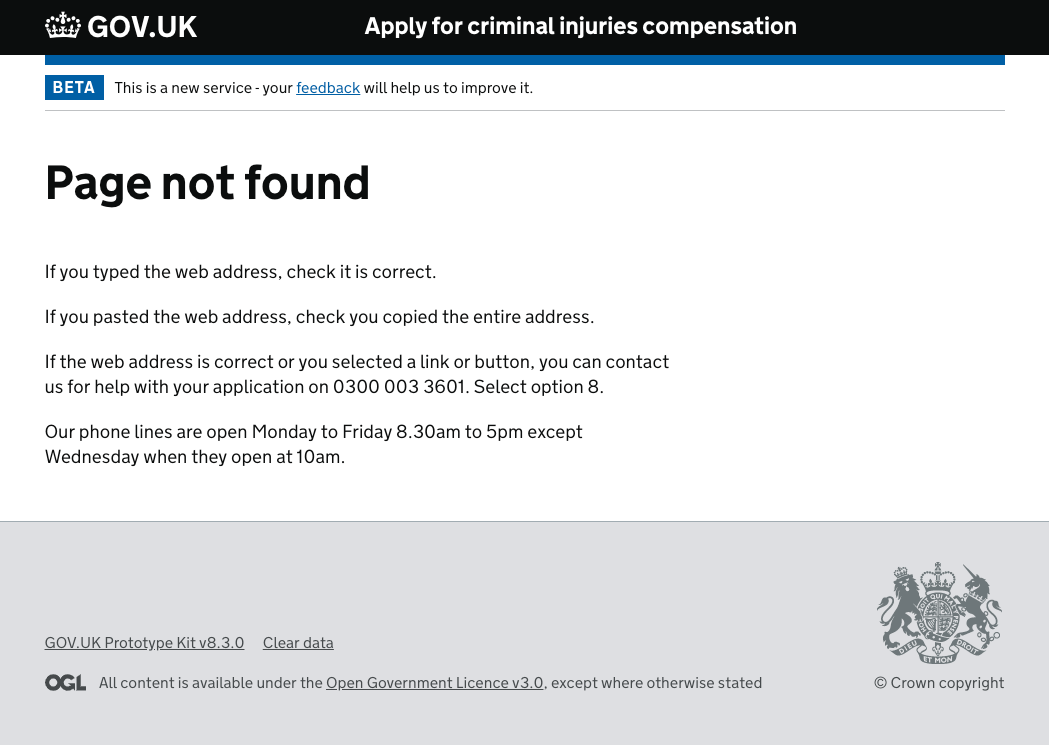 GOV.UK Apply for criminal injuries compensation
BETA This is a new service - your feedback will help us to improve it.
Page not found
If you typed the web address, check it is correct.
If you pasted the web address, check you copied the entire address.
If the web address is correct or you selected a link or button, you can contact
us for help with your application on 0300 003 3601. Select option 8.
Our phone lines are open Monday to Friday 8.30am to 5pm except
Wednesday when they open at 10am.
GOV.UK Prototype Kit v8.3.0 Clear data
DIEU ET MON DROIT
OGL All content is available under the Open Government Licence v3.0, except where otherwise stated
© Crown copyright